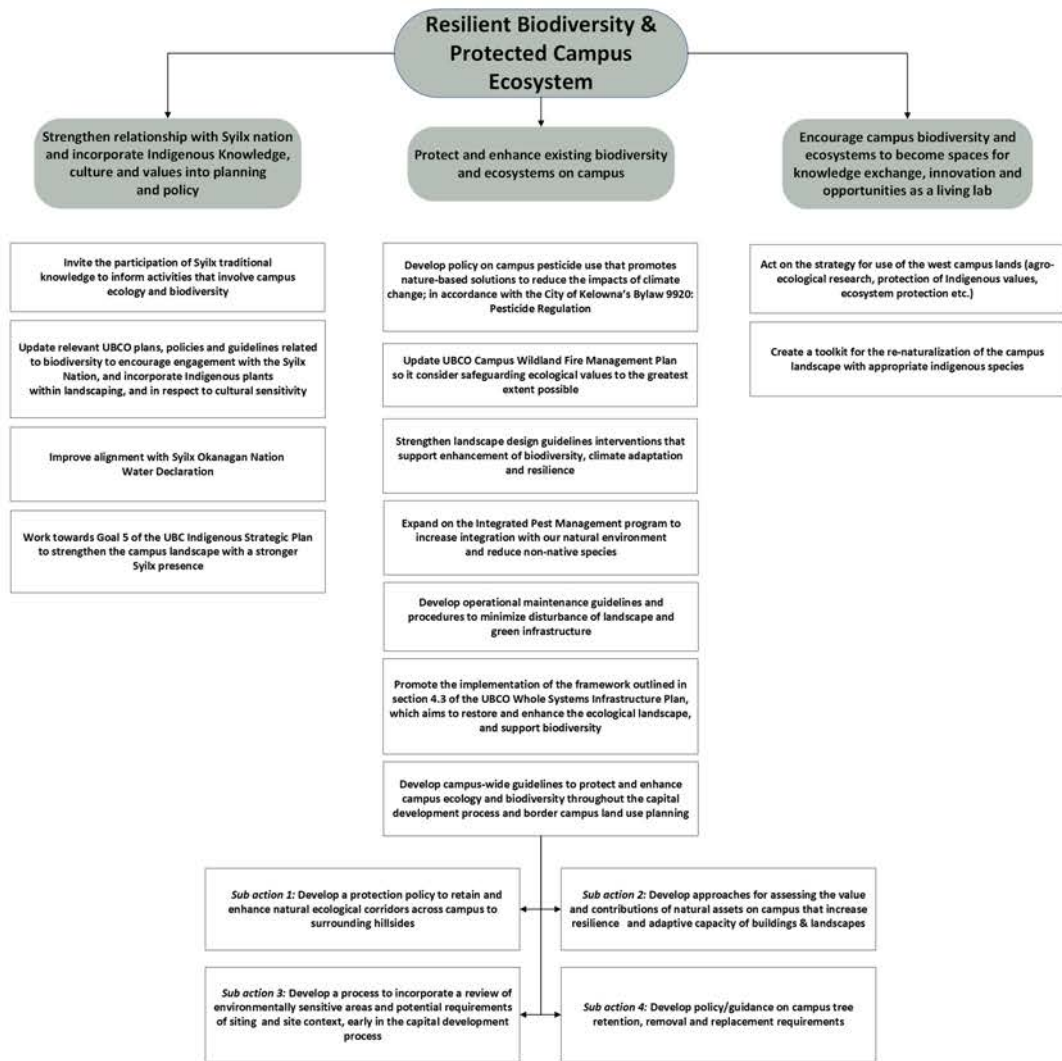 Resilient Biodiversity &
Protected Campus
Ecosystem
Strengthen relationship with Syilx nation
and incorporate Indigenous Knowledge,
culture and values into planning
and policy
Protect and enhance existing biodiversity
and ecosystems on campus
Encourage campus biodiversity and
ecosystems to become spaces for
knowledge exchange, innovation and
opportunities as a living lab
Invite the participation of Syilx traditional
knowledge to inform activities that involve campus
ecology and biodiversity
Update relevant UBCO plans, policies and guidelines related
to biodiversity to encourage engagement with the Syilx
Nation, and incorporate Indigenous plants
within landscaping, and in respect to cultural sensitivity
Improve alignment with Syilx Okanagan Nation
Water Declaration
Work towards Goal 5 of the UBC Indigenous Strategic Plan
to strengthen the campus landscape with a stronger
Syilx presence
Develop policy on campus pesticide use that promotes
nature-based solutions to reduce the impacts of climate
change; in accordance with the City of Kelowna's Bylaw 9920:
Pesticide Regulation
Update UBCO Campus Wildland Fire Management Plan
so it consider safeguarding ecological values to the greatest
extent possible
Strengthen landscape design guidelines interventions that
support enhancement of biodiversity, climate adaptation
and resilience
Expand on the Integrated Pest Management program to
increase integration with our natural environment
and reduce non-native species
Develop operational maintenance guidelines and
procedures to minimize disturbance of landscape and
green infrastructure
Promote the implementation of the framework outlined in
section 4.3 of the UBCO Whole Systems Infrastructure Plan,
which aims to restore and enhance the ecological landscape,
and support biodiversity
Develop campus-wide guidelines to protect and enhance
campus ecology and biodiversity throughout the capital
development process and border campus land use planning
Act on the strategy for use of the west campus lands (agro-
ecological research, protection of Indigenous values,
ecosystem protection etc.)
Create a toolkit for the re-naturalization of the campus
landscape with appropriate indigenous species
Sub action 1: Develop a protection policy to retain and
enhance natural ecological corridors across campus to
surrounding hillsides
Sub action 2: Develop approaches for assessing the value
and contributions of natural assets on campus that increase
resilience and adaptive capacity of buildings & landscapes
Sub action 3: Develop a process to incorporate a review of
environmentally sensitive areas and potential requirements
of siting and site context, early in the capital development
process
Sub action 4: Develop policy/guidance on campus tree
retention, removal and replacement requirements